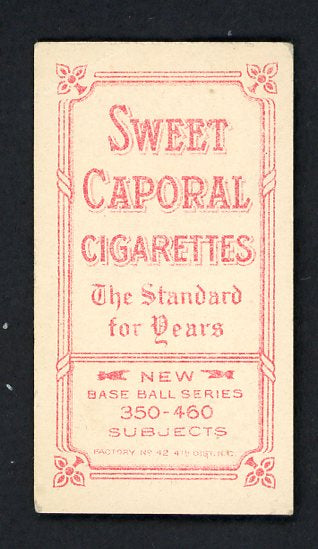 SWEET
CAPORAL
CIGARETTES
The Standard
for Years
NEW
BASE BALL SERIES
350-460
SUBJECTS
FACTORY Nº 42-4TH DIST. N.C.